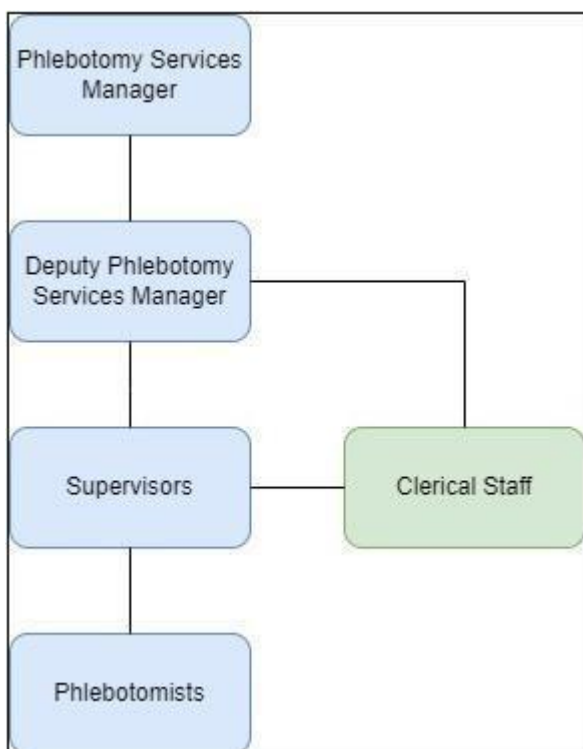 Phlebotomy Services
Manager
Deputy Phlebotomy
Services Manager
Supervisors
Clerical Staff
Phlebotomists